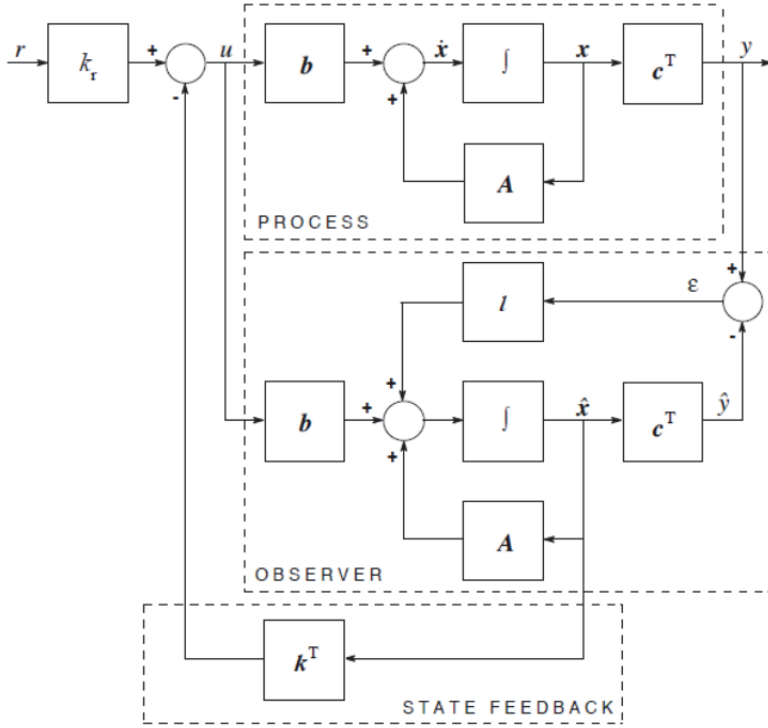 r
k_r
+
-
u
b
+
+
ẋ
∫
x
c^T
y
A
PROCESS
l
ε
+
-
b
+
+
+
∫
x̂
c^T
ŷ
A
OBSERVER
k^T
STATE FEEDBACK